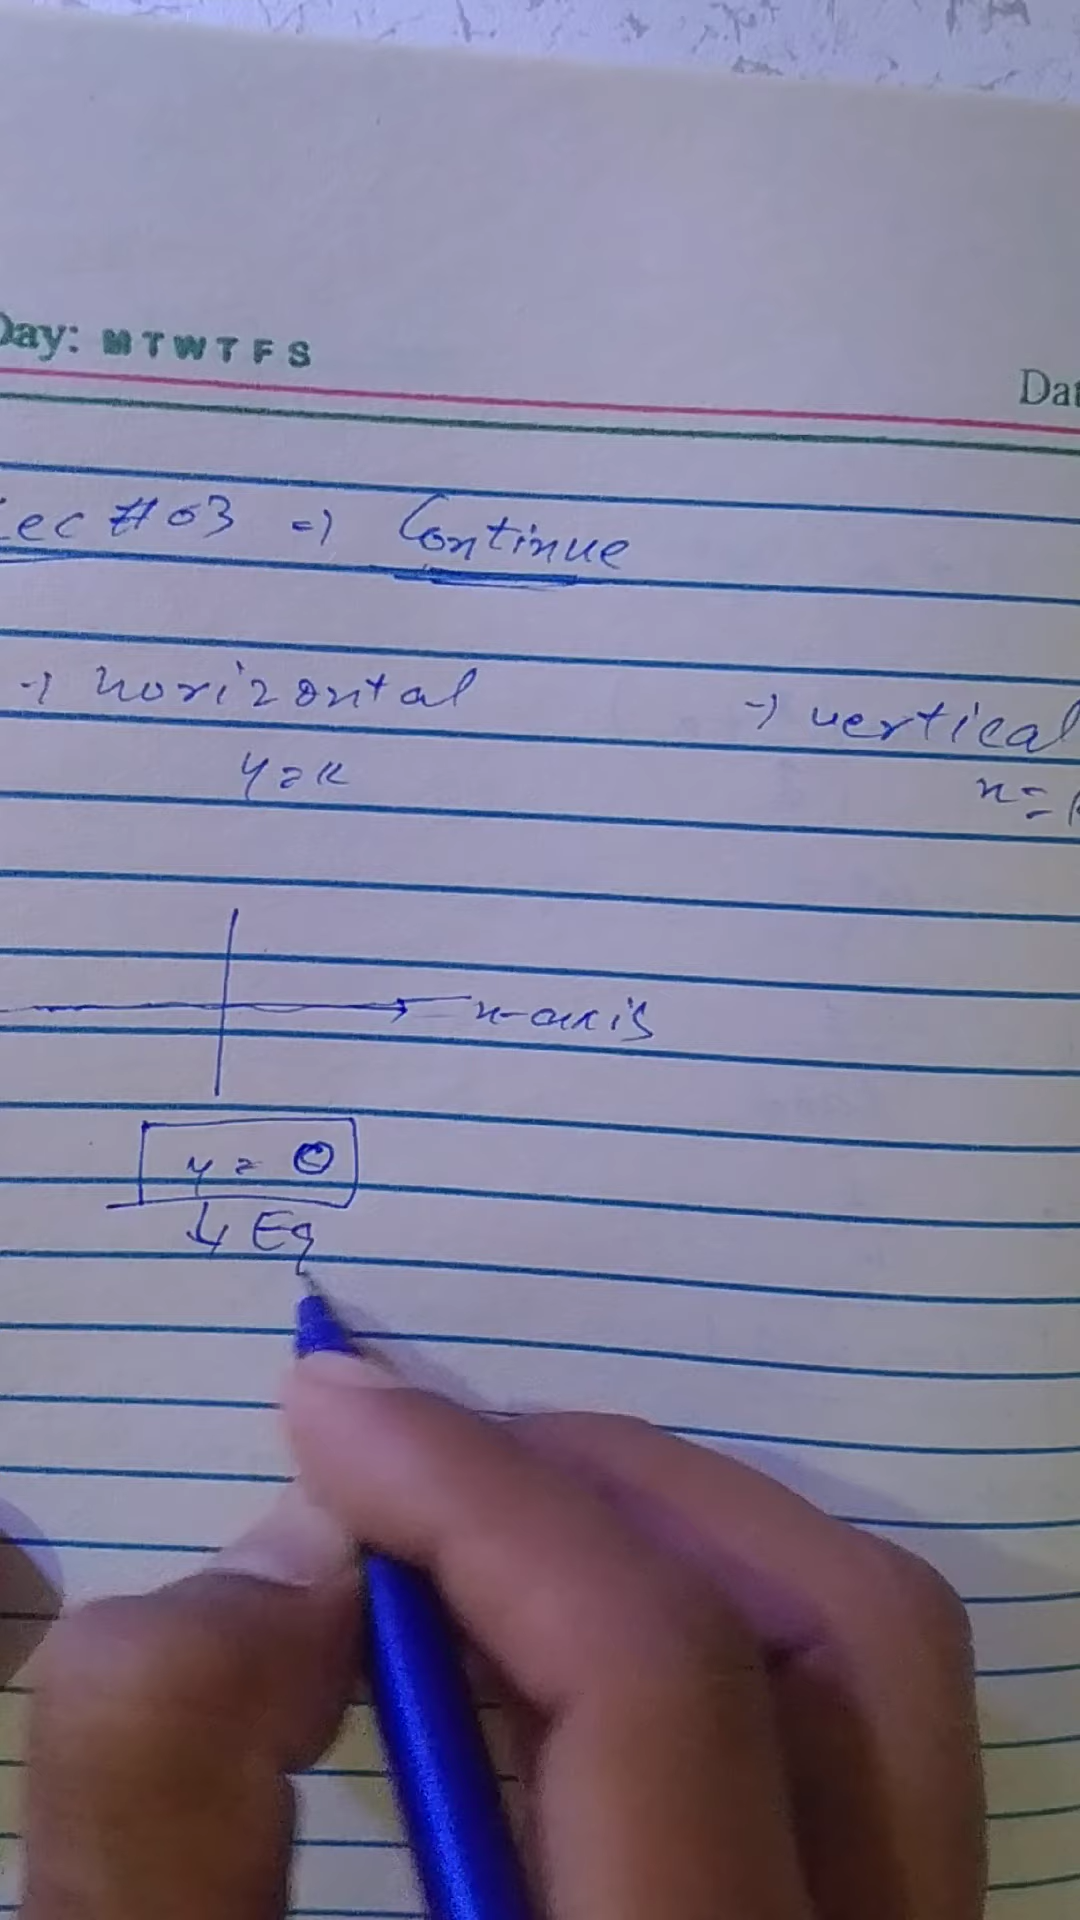 Day: M T W T F S
Dat
Lec #03 => Continue
→ horizontal → vertical
y=k x=k
x-axis
y = 0
↓ Eq